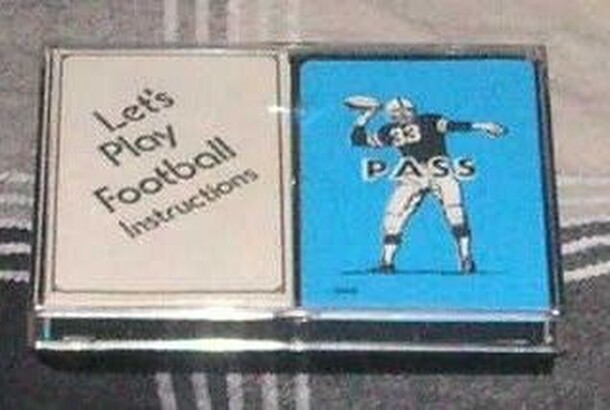 Let's
Play
Football
Instructions
33
PASS